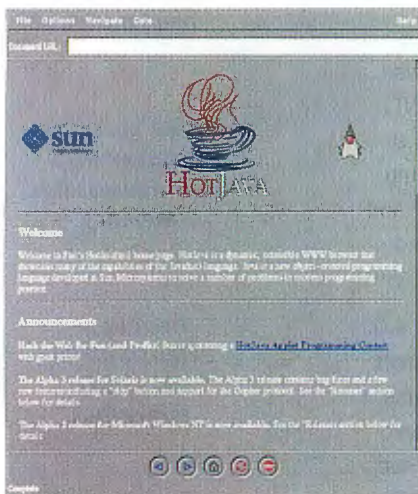 File Options Navigate Goto
Document URL:
Sun
HOTJAVA
Welcome
Welcome to HotJava home page. HotJava is a dynamic, extensible WWW browser that
many of the capabilities of the language. Java is a new object-oriented programming
language developed at Sun Microsystems to solve a number of problems in modern programming
practice.
Announcements
Hack the Web for Fun (and Profit). Sun is sponsoring a HotJava Applet Programming Contest
with great prizes!
The Alpha 3 release for Solaris is now available. The Alpha 3 release contains bug fixes and a few
new features including a "stop" button and support for the Gopher protocol. See the "Releases" section
below for details.
The Alpha 2 release for Microsoft Windows NT is now available. See the "Releases" section below for
details.
Complete